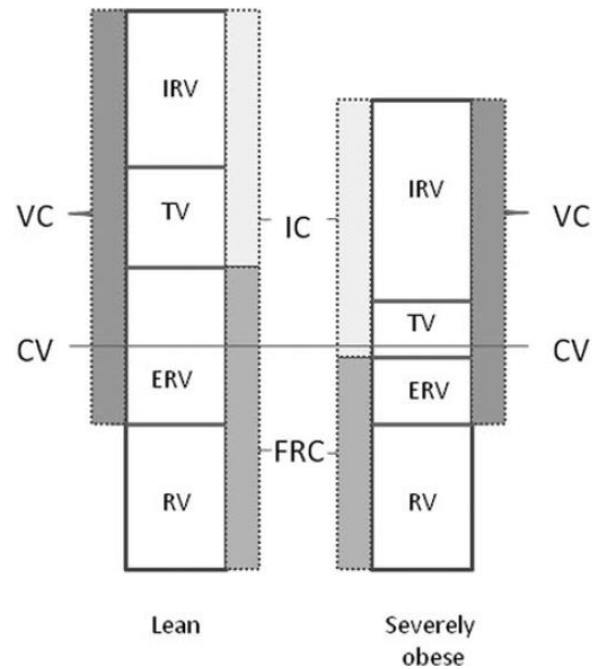 IRV
IRV
VC
TV
IC
VC
TV
CV
CV
ERV
ERV
FRC
RV
RV
Lean
Severely
obese